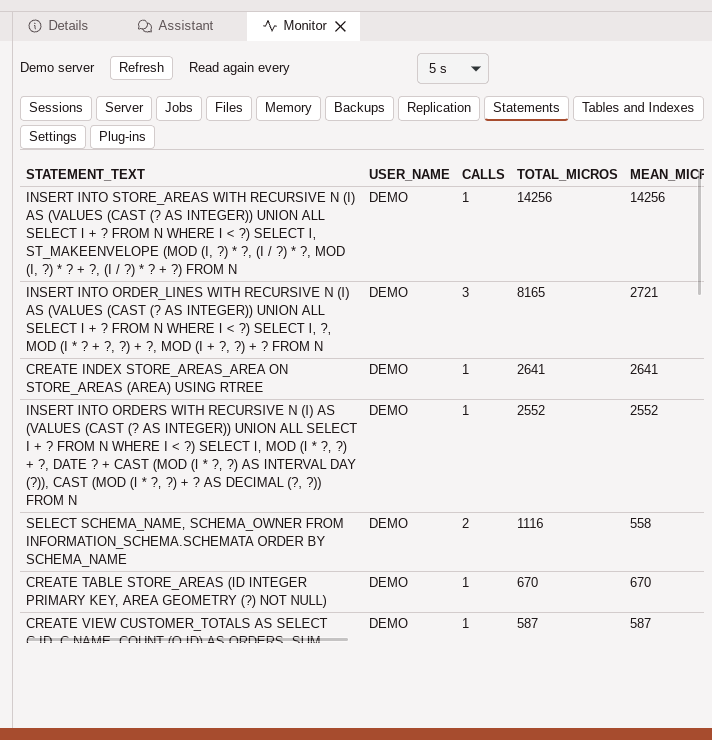 Details
Assistant
Monitor
Demo server
Refresh
Read again every
5 s
Sessions
Server
Jobs
Files
Memory
Backups
Replication
Statements
Tables and Indexes
Settings
Plug-ins
STATEMENT_TEXT USER_NAME CALLS TOTAL_MICROS MEAN_MICR
INSERT INTO STORE_AREAS WITH RECURSIVE N (I) DEMO 1 14256 14256
AS (VALUES (CAST (? AS INTEGER)) UNION ALL
SELECT I + ? FROM N WHERE I < ?) SELECT I,
ST_MAKEENVELOPE (MOD (I, ?) * ?, (I / ?) * ?, MOD
(I, ?) * ? + ?, (I / ?) * ? + ?) FROM N
INSERT INTO ORDER_LINES WITH RECURSIVE N (I) DEMO 3 8165 2721
AS (VALUES (CAST (? AS INTEGER)) UNION ALL
SELECT I + ? FROM N WHERE I < ?) SELECT I, ?,
MOD (I * ? + ?, ?) + ?, MOD (I + ?, ?) + ? FROM N
CREATE INDEX STORE_AREAS_AREA ON DEMO 1 2641 2641
STORE_AREAS (AREA) USING RTREE
INSERT INTO ORDERS WITH RECURSIVE N (I) AS DEMO 1 2552 2552
(VALUES (CAST (? AS INTEGER)) UNION ALL SELECT
I + ? FROM N WHERE I < ?) SELECT I, MOD (I * ?, ?)
+ ?, DATE ? + CAST (MOD (I * ?, ?) AS INTERVAL DAY
(?)), CAST (MOD (I * ?, ?) + ? AS DECIMAL (?, ?))
FROM N
SELECT SCHEMA_NAME, SCHEMA_OWNER FROM DEMO 2 1116 558
INFORMATION_SCHEMA.SCHEMATA ORDER BY
SCHEMA_NAME
CREATE TABLE STORE_AREAS (ID INTEGER DEMO 1 670 670
PRIMARY KEY, AREA GEOMETRY (?) NOT NULL)
CREATE VIEW CUSTOMER_TOTALS AS SELECT DEMO 1 587 587
C.ID, C.NAME, COUNT (O.ID) AS ORDERS, SUM